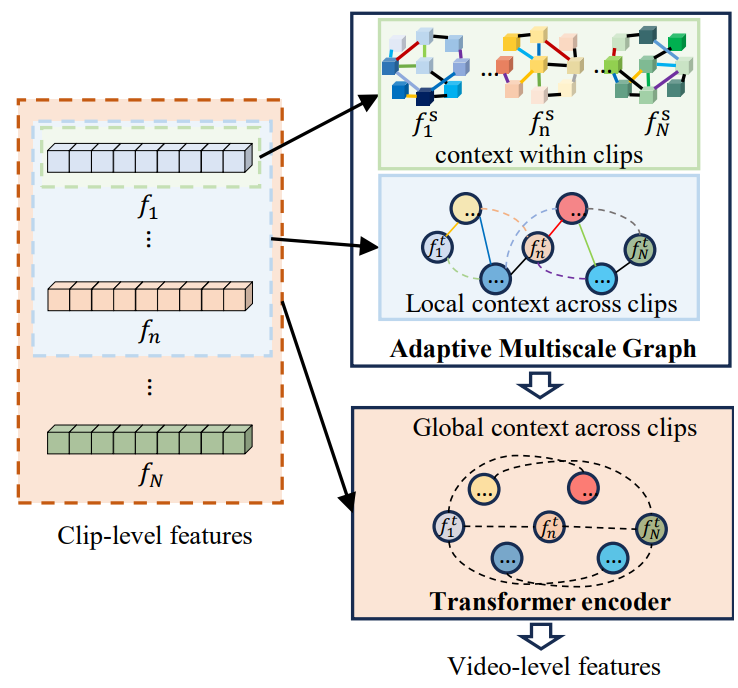 f_1
⋮
f_n
⋮
f_N
Clip-level features
... ...
f_1^s f_n^s f_N^s
context within clips
... ...
f_1^t f_n^t f_N^t
... ...
Local context across clips
Adaptive Multiscale Graph
Global context across clips
... ...
f_1^t f_n^t f_N^t
... ...
Transformer encoder
Video-level features